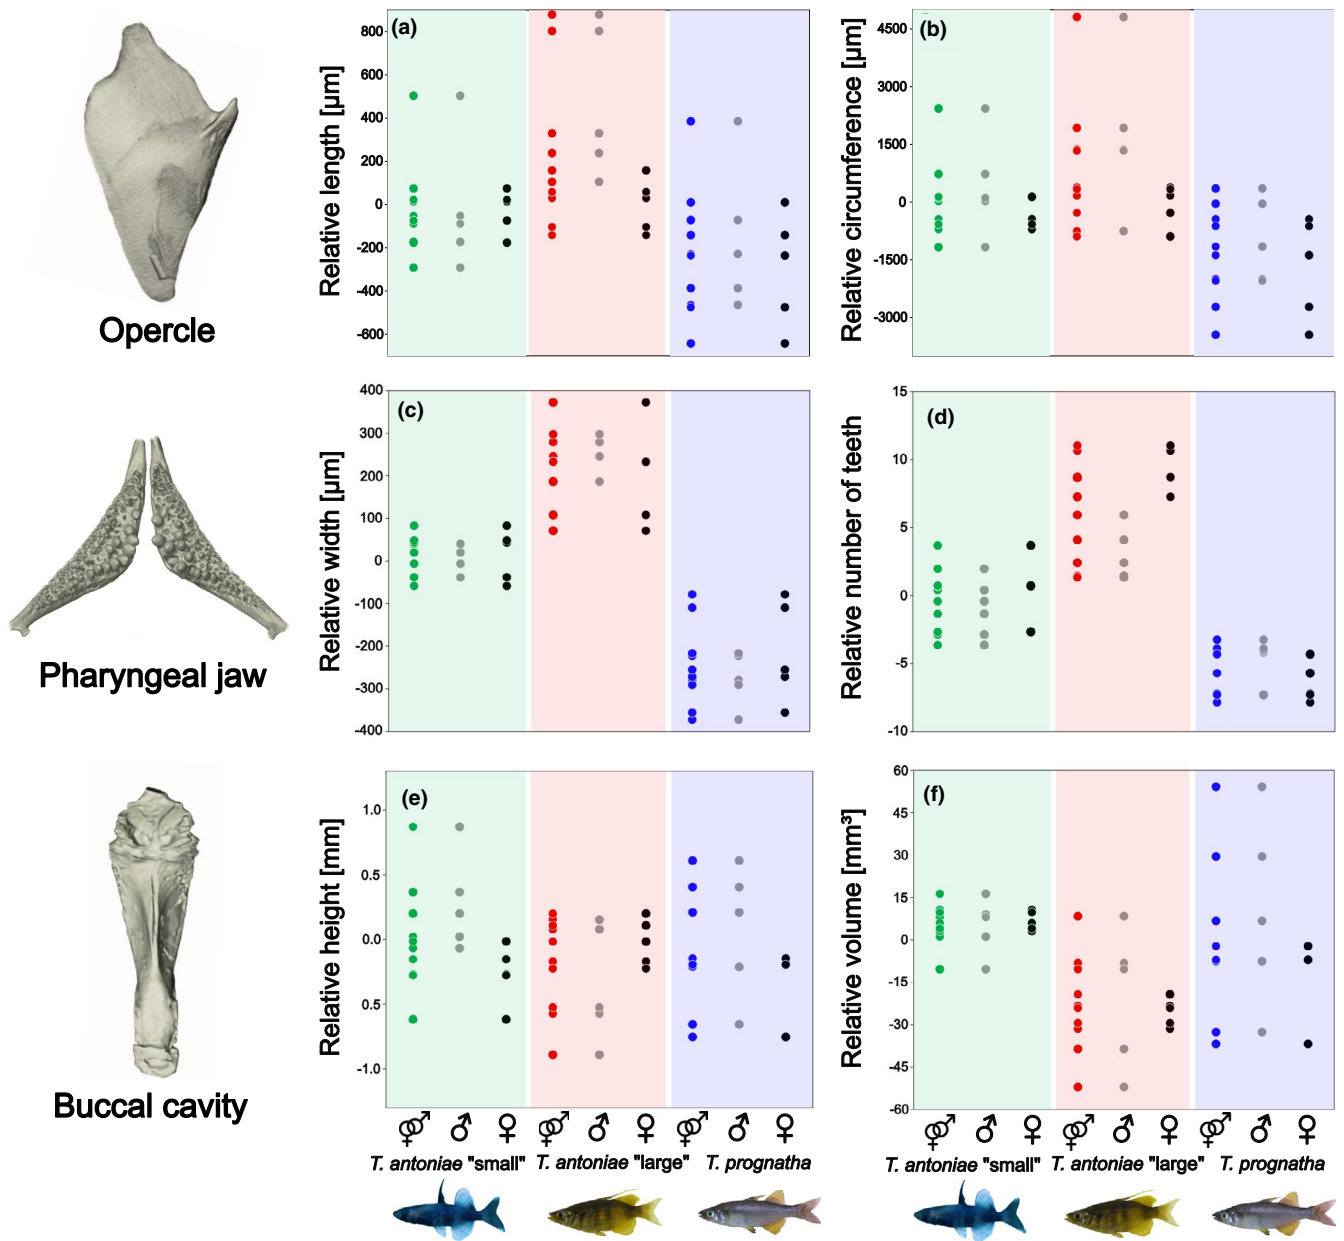 (a)
Relative length [µm]
800
600
400
200
0
-200
-400
-600
(b)
Relative circumference [µm]
4500
3000
1500
0
-1500
-3000
Opercle
(c)
Relative width [µm]
400
300
200
100
0
-100
-200
-300
-400
(d)
Relative number of teeth
15
10
5
0
-5
-10
Pharyngeal jaw
(e)
Relative height [mm]
1.0
0.5
0.0
0.5
-1.0
(f)
Relative volume [mm³]
60
45
30
15
0
-15
-30
-45
-60
Buccal cavity
⚤ ♂ ♀ ⚤ ♂ ♀ ⚤ ♂ ♀
T. antoniae "small" T. antoniae "large" T. prognatha
⚤ ♂ ♀ ⚤ ♂ ♀ ⚤ ♂ ♀
T. antoniae "small" T. antoniae "large" T. prognatha